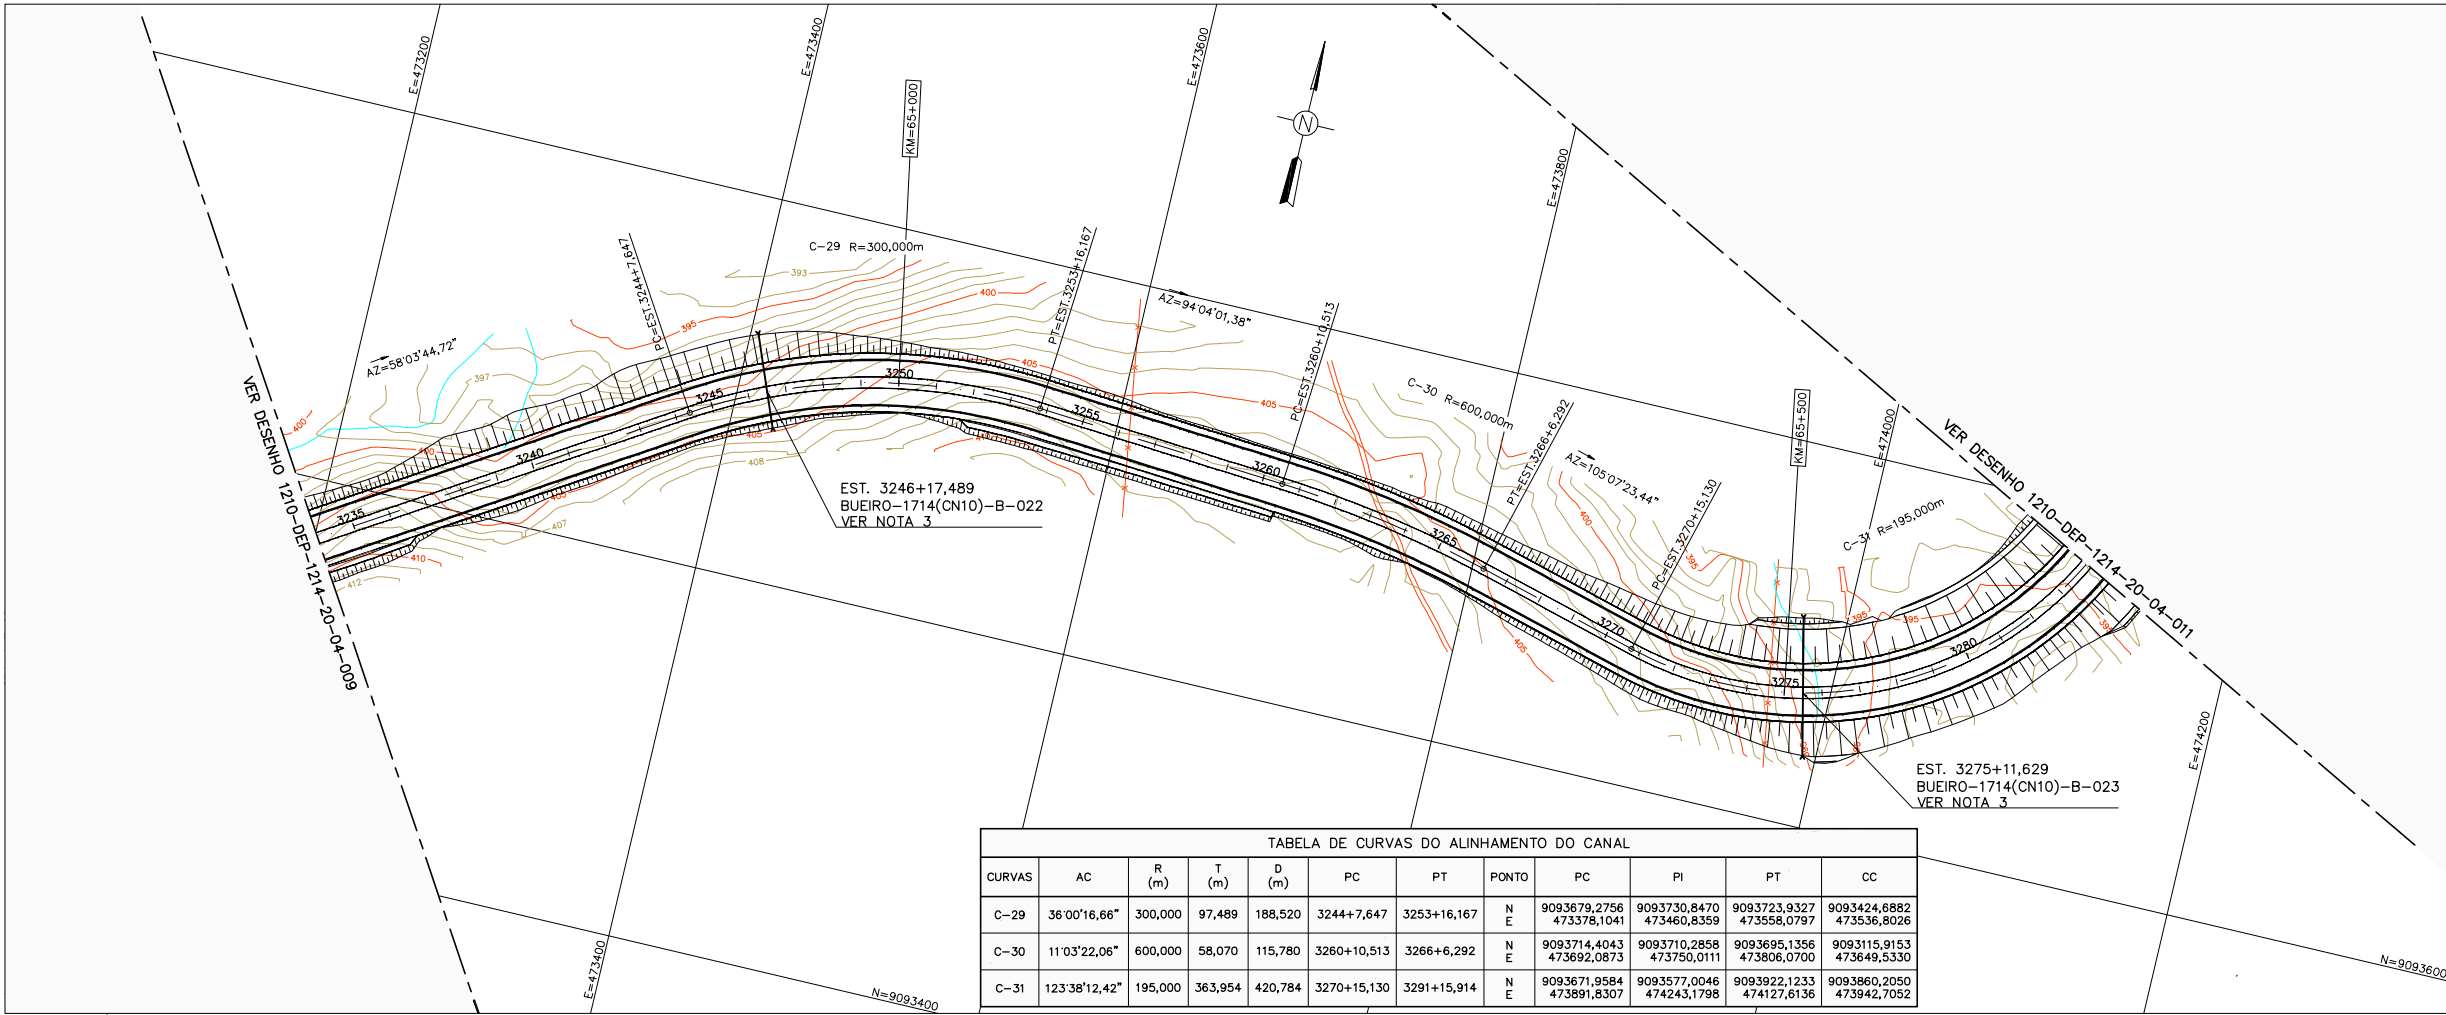 E=473200
E=473400
E=473600
KM=65+000
E=473800
C-29 R=300,000m
PC=EST.3244+7,647
PT=EST.3253+16,167
AZ=94°04'01,38"
PC=EST.3260+10,513
AZ=58°03'44,72"
C-30 R=600,000m
PT=EST.3266+6,292
AZ=105°07'23,44"
PC=EST.3270+15,130
KM=65+500
E=474000
C-31 R=195,000m
VER DESENHO 1210-DEP-1214-20-04-009
VER DESENHO 1210-DEP-1214-20-04-011
393
395
400
397
400
400
405
405
405
408
407
410
412
400
395
395
395
405
3235
3240
3245
3250
3255
3260
3265
3270
3275
3280
EST. 3246+17,489
BUEIRO-1714(CN10)-B-022
VER NOTA 3
EST. 3275+11,629
BUEIRO-1714(CN10)-B-023
VER NOTA 3
E=474200
E=473400
N=9093400
N=9093600
TABELA DE CURVAS DO ALINHAMENTO DO CANAL
CURVAS AC R (m) T (m) D (m) PC PT PONTO PC PI PT CC
C-29 36°00'16,66" 300,000 97,489 188,520 3244+7,647 3253+16,167 N 9093679,2756 9093730,8470 9093723,9327 9093424,6882
E 473378,1041 473460,8359 473558,0797 473536,8026
C-30 11°03'22,06" 600,000 58,070 115,780 3260+10,513 3266+6,292 N 9093714,4043 9093710,2858 9093695,1356 9093115,9153
E 473692,0873 473750,0111 473806,0700 473649,5330
C-31 123°38'12,42" 195,000 363,954 420,784 3270+15,130 3291+15,914 N 9093671,9584 9093577,0046 9093922,1233 9093860,2050
E 473891,8307 474243,1798 474127,6136 473942,7052